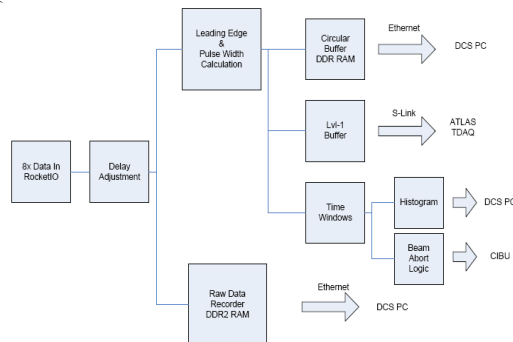 Leading Edge
&
Pulse Width
Calculation
Circular
Buffer
DDR RAM
Ethernet
DCS PC
Lvl-1
Buffer
S-Link
ATLAS
TDAQ
8x Data In
RocketIO
Delay
Adjustment
Time
Windows
Histogram
DCS PC
Beam
Abort
Logic
CIBU
Raw Data
Recorder
DDR2 RAM
Ethernet
DCS PC